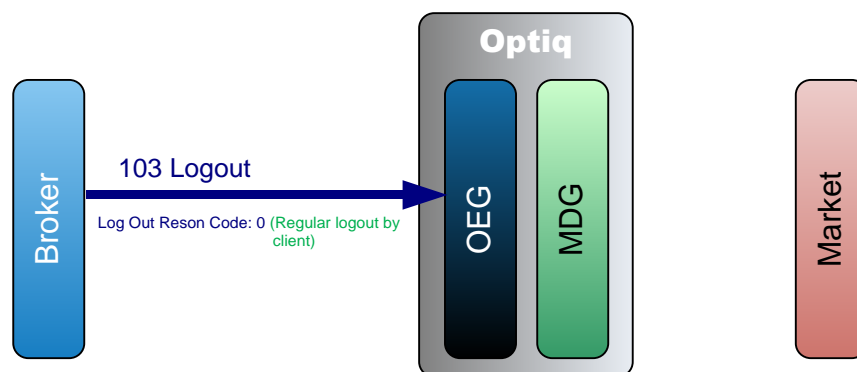 Optiq
Broker
103 Logout
Log Out Reson Code: 0 (Regular logout by
client)
OEG
MDG
Market